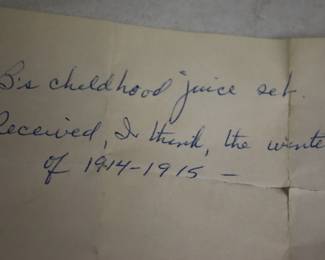 B's childhood "juice set.
Received, I think, the winte
of 1914-1915 —